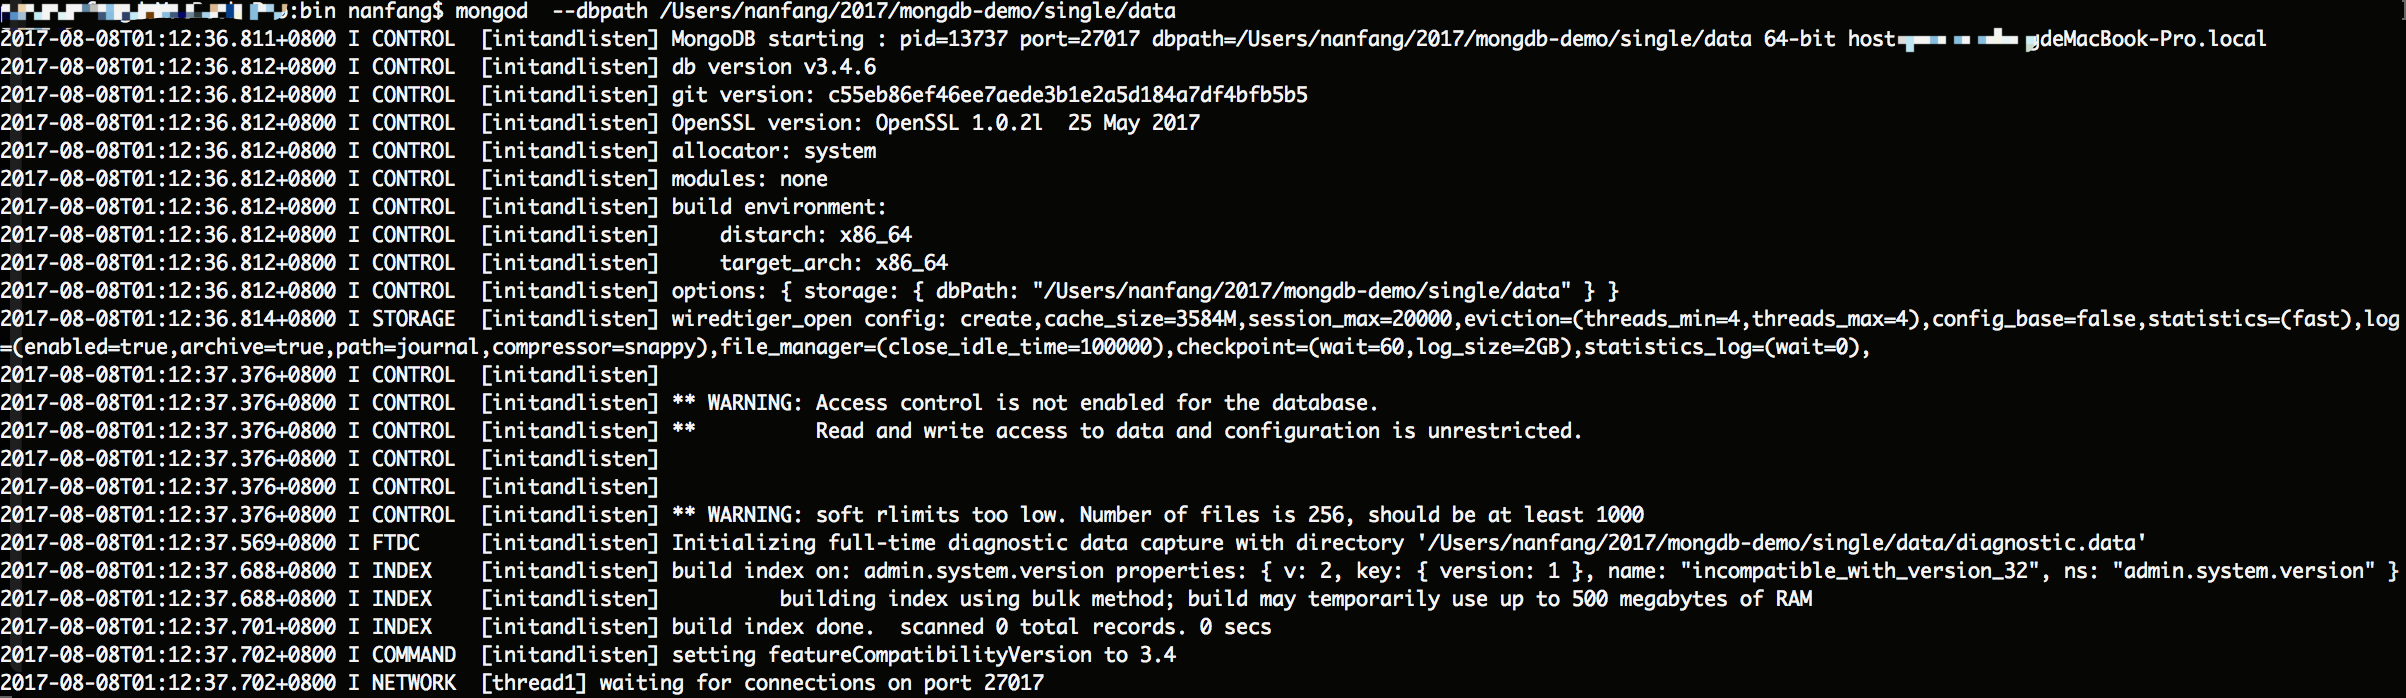 :bin nanfang$ mongod  --dbpath /Users/nanfang/2017/mongdb-demo/single/data
2017-08-08T01:12:36.811+0800 I CONTROL  [initandlisten] MongoDB starting : pid=13737 port=27017 dbpath=/Users/nanfang/2017/mongdb-demo/single/data 64-bit host gdeMacBook-Pro.local
2017-08-08T01:12:36.812+0800 I CONTROL  [initandlisten] db version v3.4.6
2017-08-08T01:12:36.812+0800 I CONTROL  [initandlisten] git version: c55eb86ef46ee7aede3b1e2a5d184a7df4bfb5b5
2017-08-08T01:12:36.812+0800 I CONTROL  [initandlisten] OpenSSL version: OpenSSL 1.0.2l  25 May 2017
2017-08-08T01:12:36.812+0800 I CONTROL  [initandlisten] allocator: system
2017-08-08T01:12:36.812+0800 I CONTROL  [initandlisten] modules: none
2017-08-08T01:12:36.812+0800 I CONTROL  [initandlisten] build environment:
2017-08-08T01:12:36.812+0800 I CONTROL  [initandlisten]     distarch: x86_64
2017-08-08T01:12:36.812+0800 I CONTROL  [initandlisten]     target_arch: x86_64
2017-08-08T01:12:36.812+0800 I CONTROL  [initandlisten] options: { storage: { dbPath: "/Users/nanfang/2017/mongdb-demo/single/data" } }
2017-08-08T01:12:36.814+0800 I STORAGE  [initandlisten] wiredtiger_open config: create,cache_size=3584M,session_max=20000,eviction=(threads_min=4,threads_max=4),config_base=false,statistics=(fast),log
=(enabled=true,archive=true,path=journal,compressor=snappy),file_manager=(close_idle_time=100000),checkpoint=(wait=60,log_size=2GB),statistics_log=(wait=0),
2017-08-08T01:12:37.376+0800 I CONTROL  [initandlisten]
2017-08-08T01:12:37.376+0800 I CONTROL  [initandlisten] ** WARNING: Access control is not enabled for the database.
2017-08-08T01:12:37.376+0800 I CONTROL  [initandlisten] **          Read and write access to data and configuration is unrestricted.
2017-08-08T01:12:37.376+0800 I CONTROL  [initandlisten]
2017-08-08T01:12:37.376+0800 I CONTROL  [initandlisten]
2017-08-08T01:12:37.376+0800 I CONTROL  [initandlisten] ** WARNING: soft rlimits too low. Number of files is 256, should be at least 1000
2017-08-08T01:12:37.569+0800 I FTDC     [initandlisten] Initializing full-time diagnostic data capture with directory '/Users/nanfang/2017/mongdb-demo/single/data/diagnostic.data'
2017-08-08T01:12:37.688+0800 I INDEX    [initandlisten] build index on: admin.system.version properties: { v: 2, key: { version: 1 }, name: "incompatible_with_version_32", ns: "admin.system.version" }
2017-08-08T01:12:37.688+0800 I INDEX    [initandlisten]          building index using bulk method; build may temporarily use up to 500 megabytes of RAM
2017-08-08T01:12:37.701+0800 I INDEX    [initandlisten] build index done.  scanned 0 total records. 0 secs
2017-08-08T01:12:37.702+0800 I COMMAND  [initandlisten] setting featureCompatibilityVersion to 3.4
2017-08-08T01:12:37.702+0800 I NETWORK  [thread1] waiting for connections on port 27017